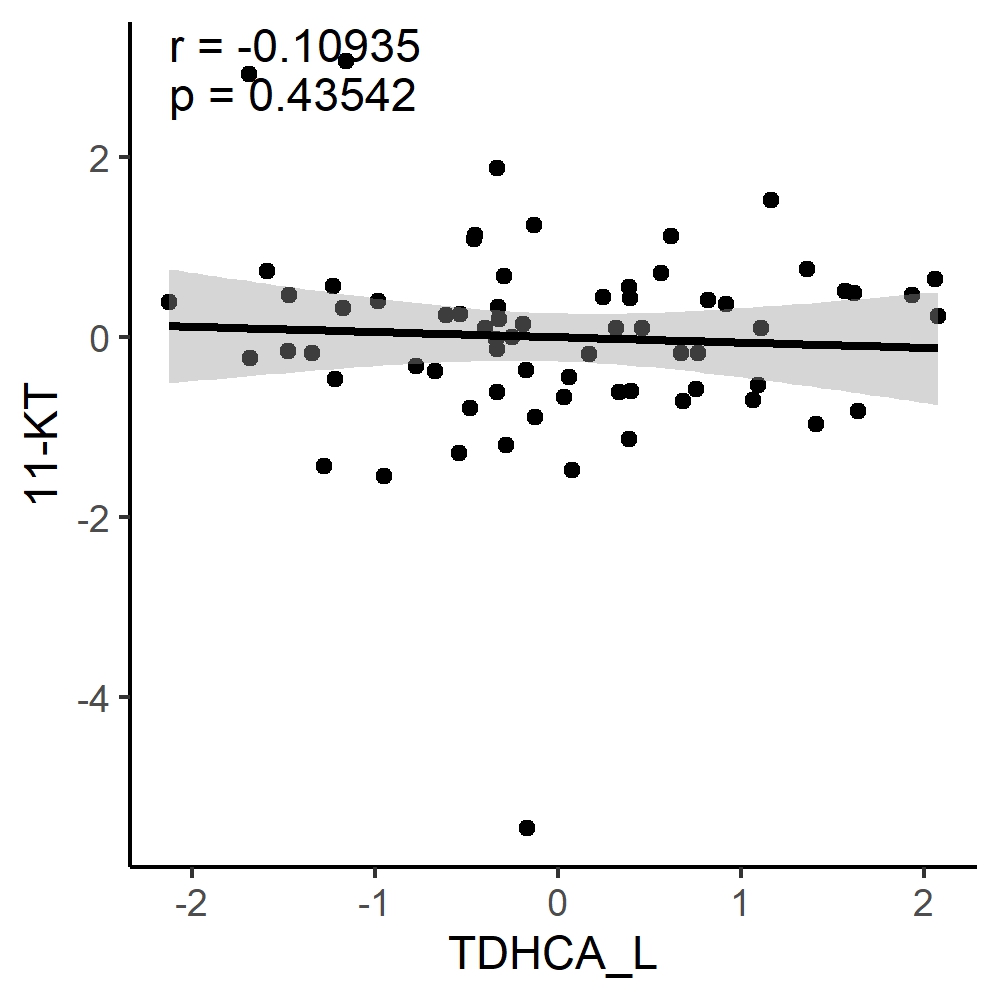 r = -0.10935
p = 0.43542
2
0
-2
-4
11-KT
-2 -1 0 1 2
TDHCA_L